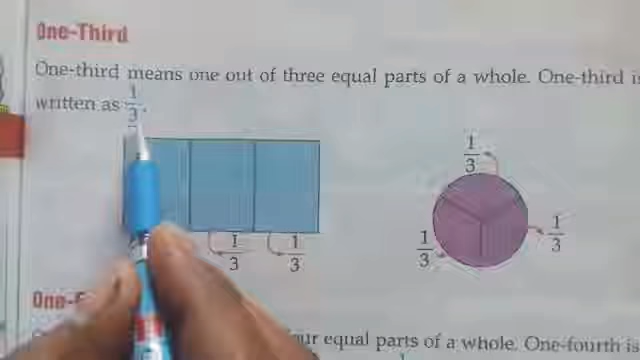 One-Third
One-third means one out of three equal parts of a whole. One-third is
written as 1/3.
1/3
1/3 1/3
1/3 1/3
One-
ur equal parts of a whole. One-fourth is